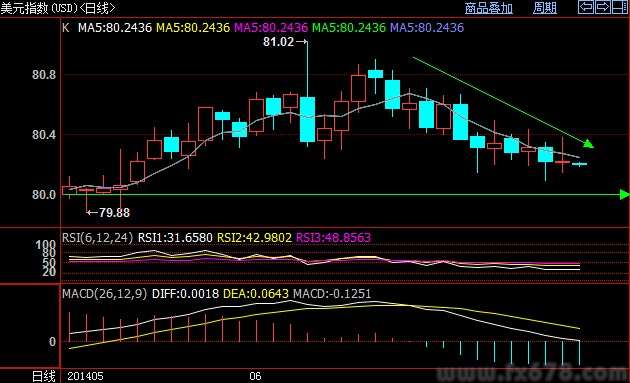 美元指数(USD)<日线> 商品叠加 周期
K MA5:80.2436 MA5:80.2436 MA5:80.2436 MA5:80.2436 MA5:80.2436
81.02
80.8
80.4
80.0
79.88
RSI(6,12,24) RSI1:31.6580 RSI2:42.9802 RSI3:48.8563
100
80
50
20
MACD(26,12,9) DIFF:0.0018 DEA:0.0643 MACD:-0.1251
0
日线 201405 06
www.fx678.com